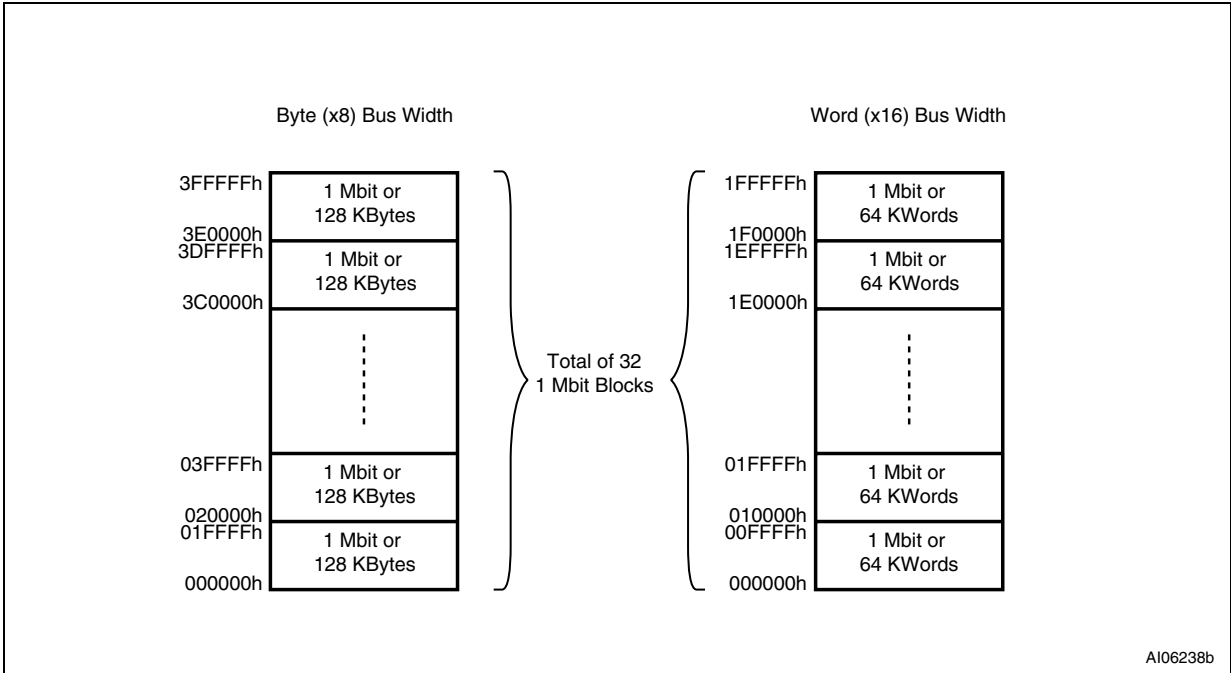 Byte (x8) Bus Width
3FFFFFh
1 Mbit or
128 KBytes
3E0000h
3DFFFFh
1 Mbit or
128 KBytes
3C0000h
03FFFFh
1 Mbit or
128 KBytes
020000h
01FFFFh
1 Mbit or
128 KBytes
000000h
Total of 32
1 Mbit Blocks
Word (x16) Bus Width
1FFFFFh
1 Mbit or
64 KWords
1F0000h
1EFFFFh
1 Mbit or
64 KWords
1E0000h
01FFFFh
1 Mbit or
64 KWords
010000h
00FFFFh
1 Mbit or
64 KWords
000000h
AI06238b